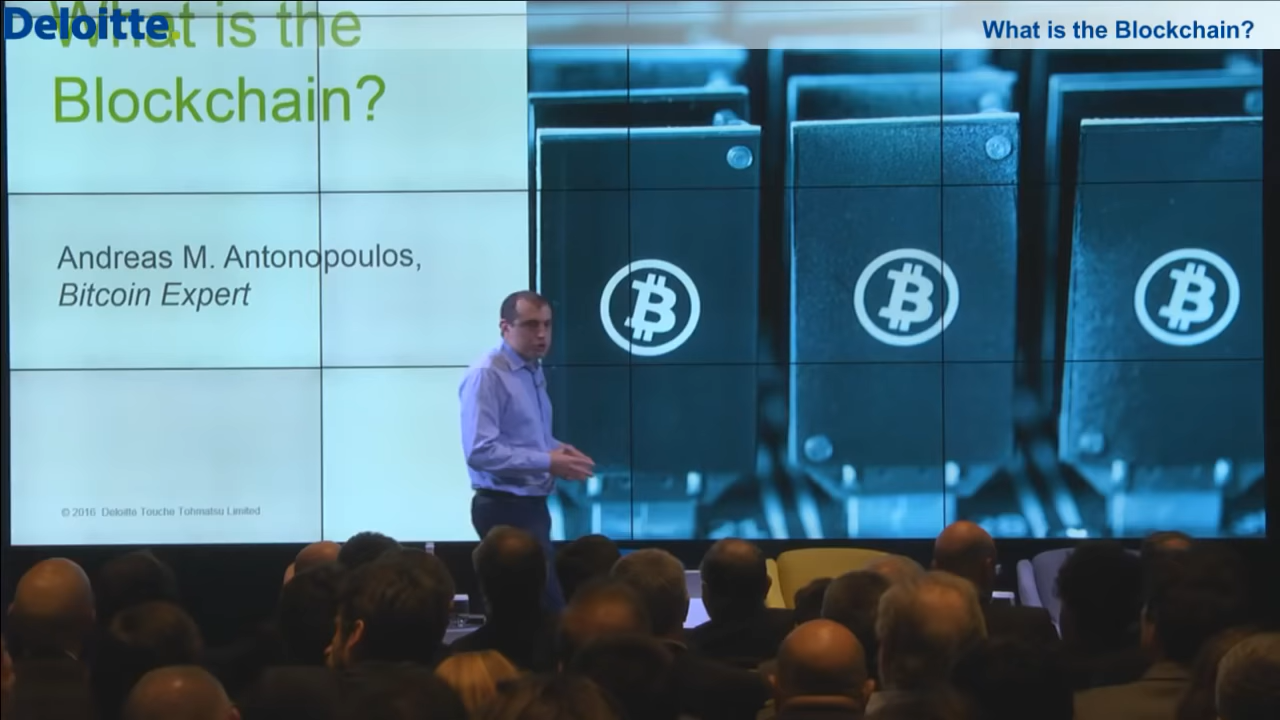 Deloitte.
What is the Blockchain?
What is the
Blockchain?
Andreas M. Antonopoulos,
Bitcoin Expert
© 2016 Deloitte Touche Tohmatsu Limited